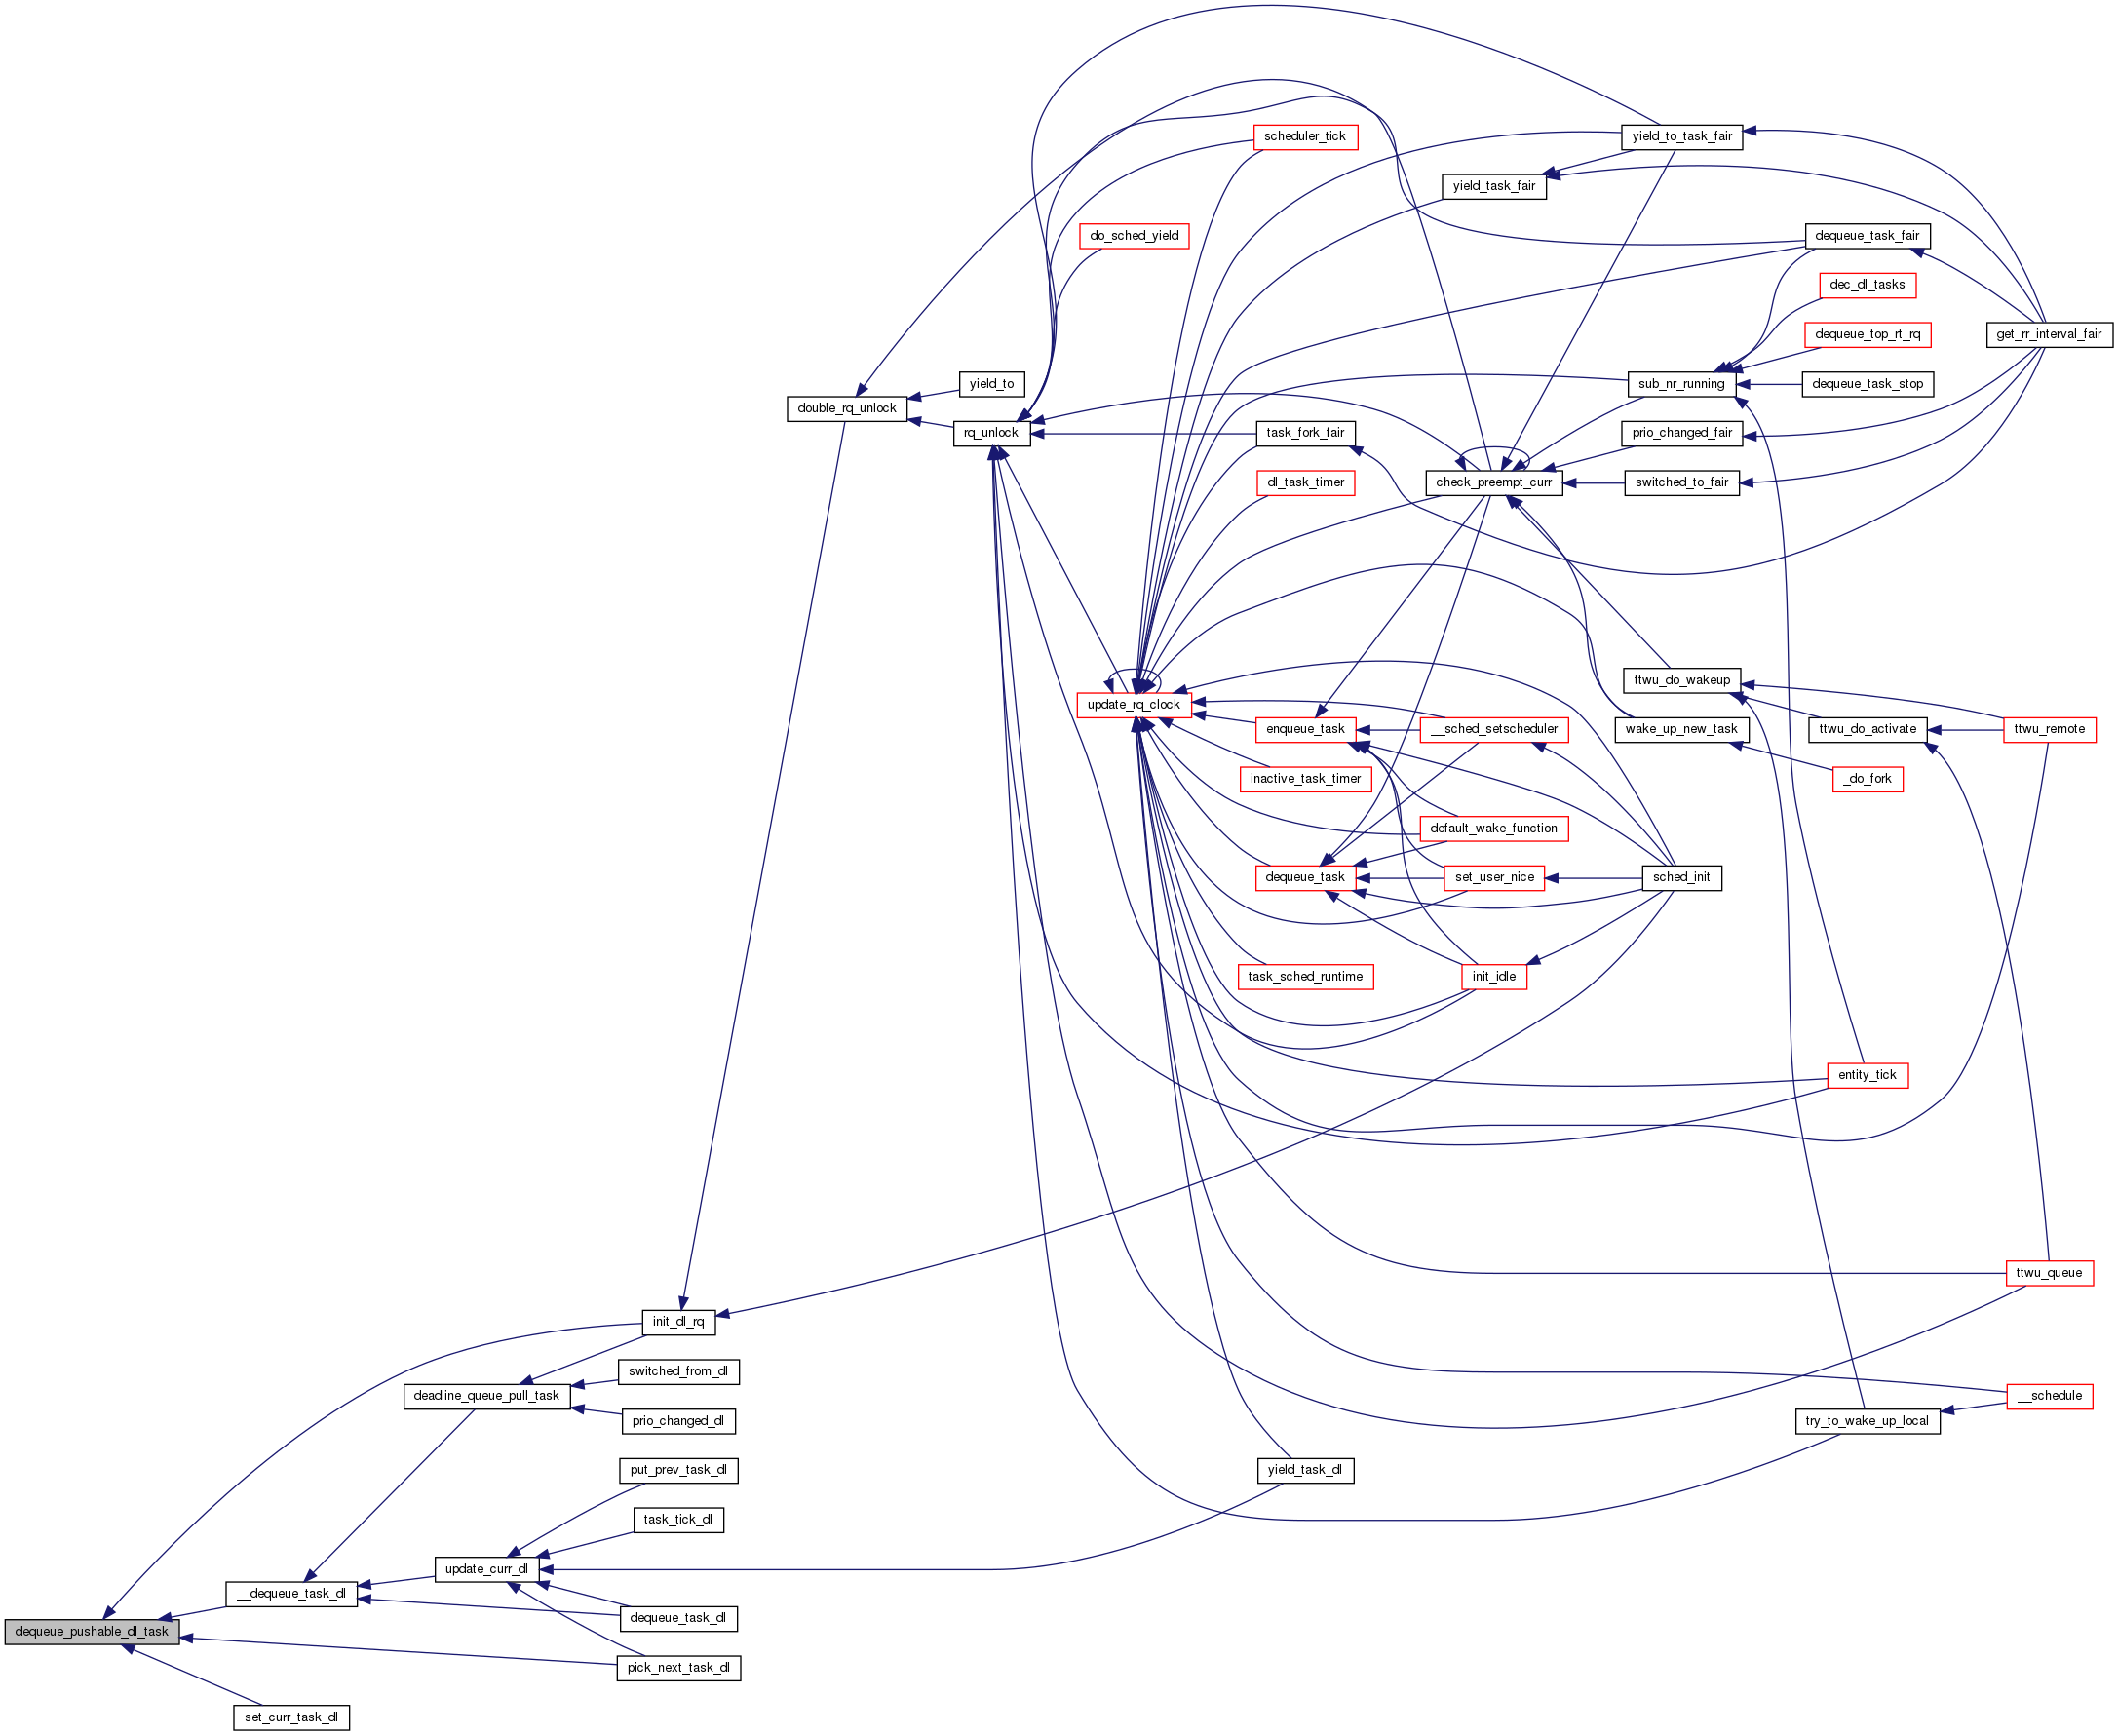 yield_to_task_fair
scheduler_tick
yield_task_fair
do_sched_yield
dequeue_task_fair
dec_dl_tasks
dequeue_top_rt_rq
get_rr_interval_fair
yield_to
sub_nr_running
dequeue_task_stop
double_rq_unlock
rq_unlock
task_fork_fair
prio_changed_fair
dl_task_timer
check_preempt_curr
switched_to_fair
ttwu_do_wakeup
update_rq_clock
enqueue_task
__sched_setscheduler
wake_up_new_task
ttwu_do_activate
ttwu_remote
inactive_task_timer
_do_fork
default_wake_function
dequeue_task
set_user_nice
sched_init
task_sched_runtime
init_idle
entity_tick
ttwu_queue
init_dl_rq
switched_from_dl
deadline_queue_pull_task
__schedule
prio_changed_dl
try_to_wake_up_local
put_prev_task_dl
yield_task_dl
task_tick_dl
update_curr_dl
__dequeue_task_dl
dequeue_task_dl
dequeue_pushable_dl_task
pick_next_task_dl
set_curr_task_dl